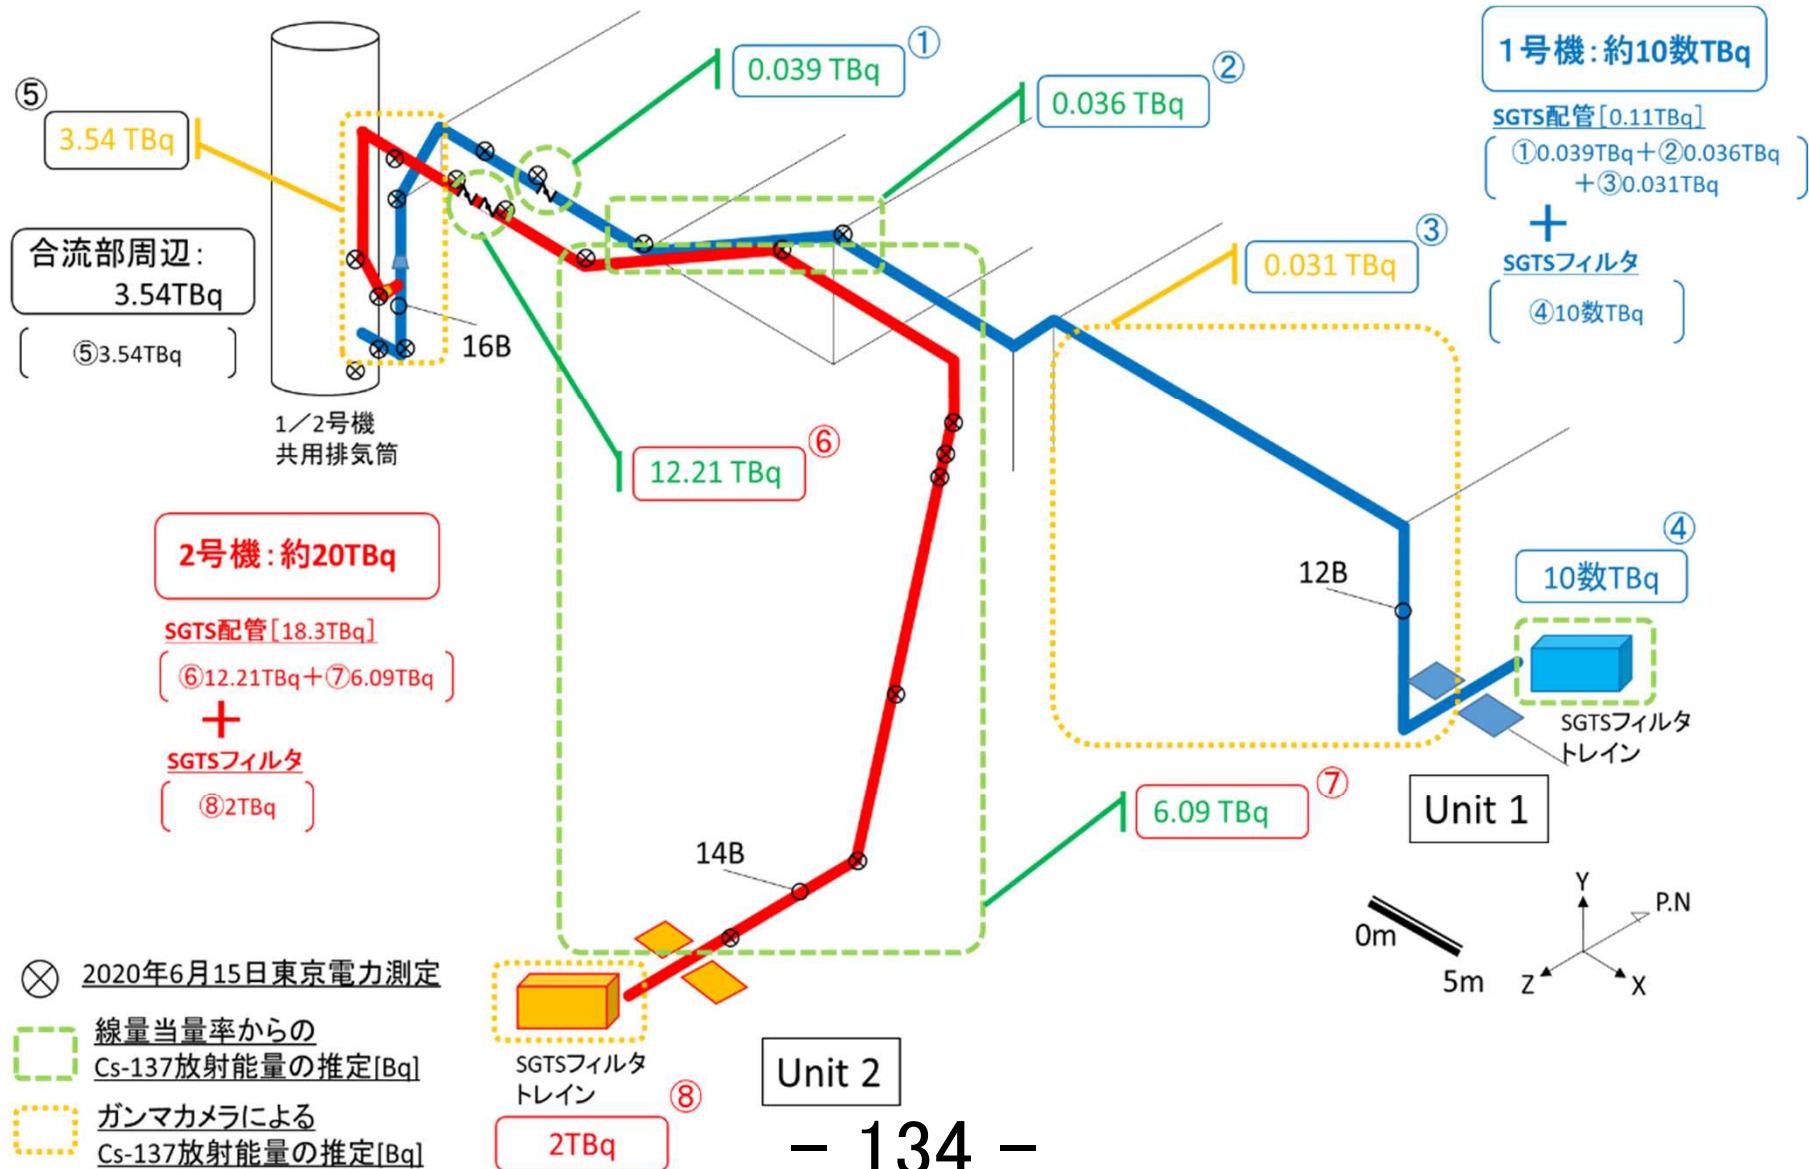 ①
0.039 TBq
②
0.036 TBq
1号機:約10数TBq
SGTS配管[0.11TBq]
①0.039TBq+②0.036TBq
+③0.031TBq
+
SGTSフィルタ
④10数TBq
⑤
3.54 TBq
合流部周辺:
3.54TBq
⑤3.54TBq
16B
1/2号機
共用排気筒
③
0.031 TBq
⑥
12.21 TBq
2号機:約20TBq
SGTS配管[18.3TBq]
⑥12.21TBq+⑦6.09TBq
+
SGTSフィルタ
⑧2TBq
12B
④
10数TBq
SGTSフィルタ
トレイン
Unit 1
⑦
6.09 TBq
14B
0m
5m
Y
P.N
Z
X
2020年6月15日東京電力測定
線量当量率からの
Cs-137放射能量の推定[Bq]
ガンマカメラによる
Cs-137放射能量の推定[Bq]
SGTSフィルタ
トレイン
⑧
2TBq
Unit 2
- 134 -